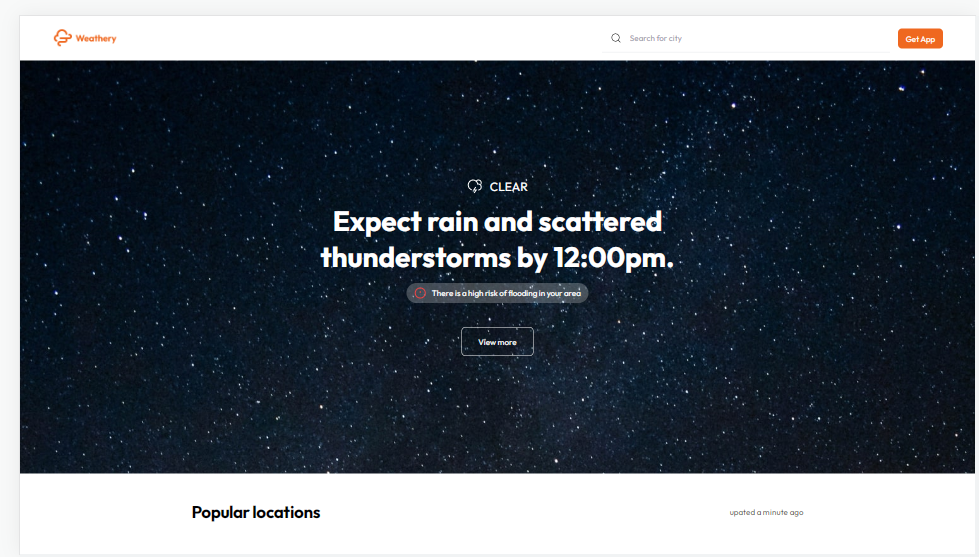 Weathery
Search for city
Get App
CLEAR
Expect rain and scattered
thunderstorms by 12:00pm.
There is a high risk of flooding in your area
View more
Popular locations
upated a minute ago